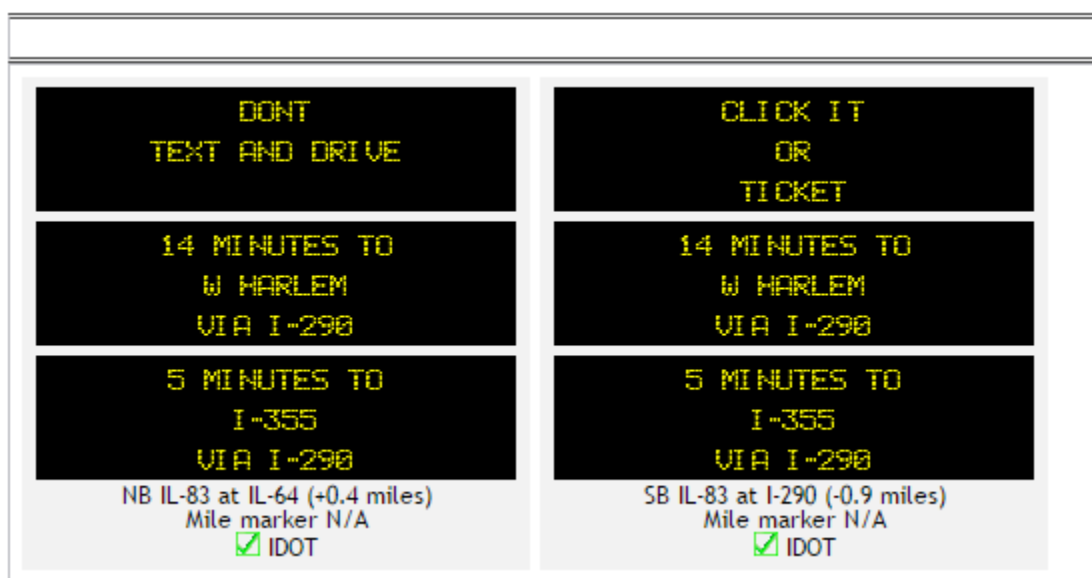 DONT
TEXT AND DRIVE
14 MINUTES TO
W HARLEM
VIA I-290
5 MINUTES TO
I-355
VIA I-290
NB IL-83 at IL-64 (+0.4 miles)
Mile marker N/A
IDOT
CLICK IT
OR
TICKET
14 MINUTES TO
W HARLEM
VIA I-290
5 MINUTES TO
I-355
VIA I-290
SB IL-83 at I-290 (-0.9 miles)
Mile marker N/A
IDOT